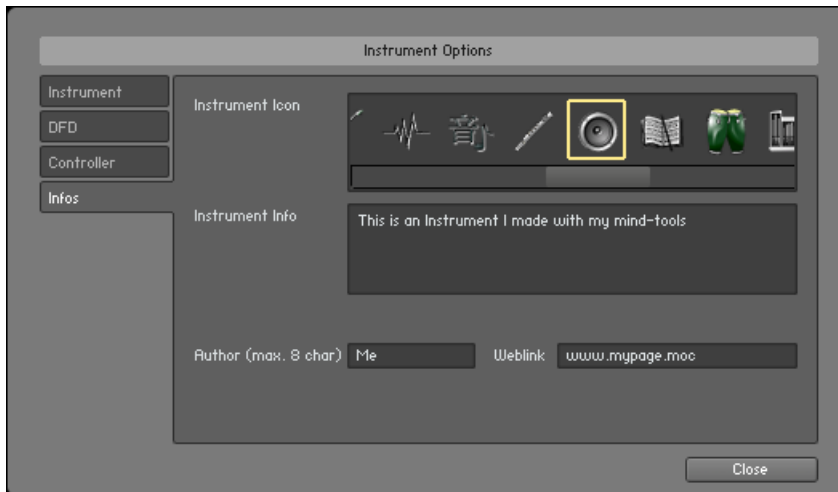 Instrument Options
Instrument
DFD
Controller
Infos
Instrument Icon
Instrument Info
This is an Instrument I made with my mind-tools
Author (max. 8 char) Me Weblink www.mypage.moc
Close